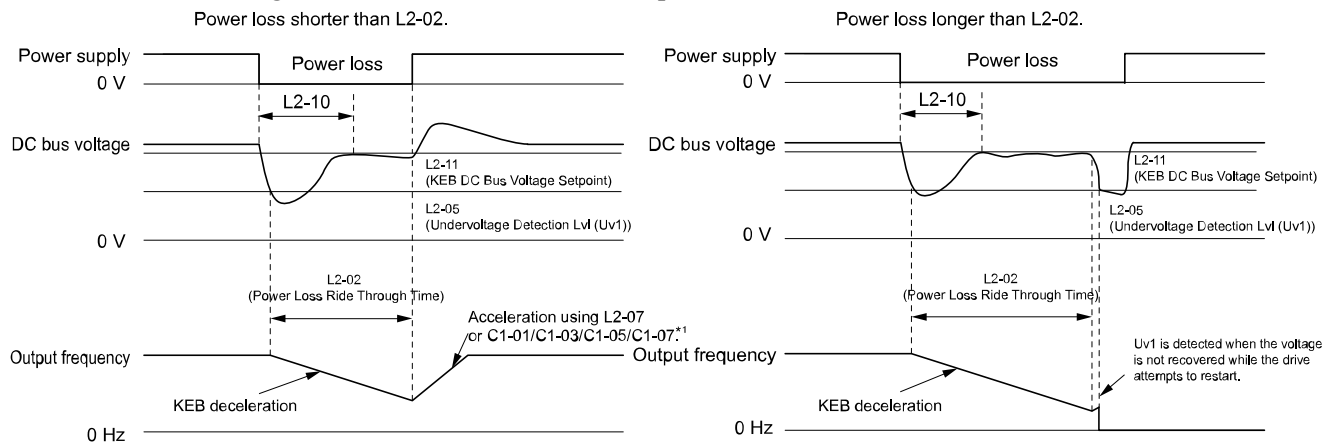 Power loss shorter than L2-02.
Power supply
Power loss
0 V
L2-10
DC bus voltage
L2-11
(KEB DC Bus Voltage Setpoint)
L2-05
(Undervoltage Detection Lvl (Uv1))
0 V
L2-02
(Power Loss Ride Through Time)
Acceleration using L2-07
or C1-01/C1-03/C1-05/C1-07.*1
Output frequency
KEB deceleration
0 Hz
Power loss longer than L2-02.
Power supply
Power loss
0 V
L2-10
DC bus voltage
L2-11
(KEB DC Bus Voltage Setpoint)
L2-05
(Undervoltage Detection Lvl (Uv1))
0 V
L2-02
(Power Loss Ride Through Time)
Output frequency
Uv1 is detected when the voltage
is not recovered while the drive
attempts to restart.
KEB deceleration
0 Hz